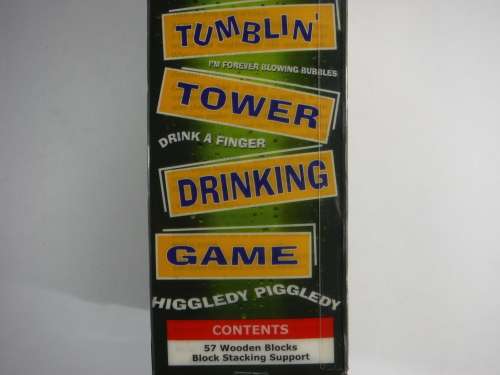 TUMBLIN'
I'M FOREVER BLOWING BUBBLES
TOWER
DRINK A FINGER
DRINKING
GAME
HIGGLEDY PIGGLEDY
CONTENTS
57 Wooden Blocks
Block Stacking Support